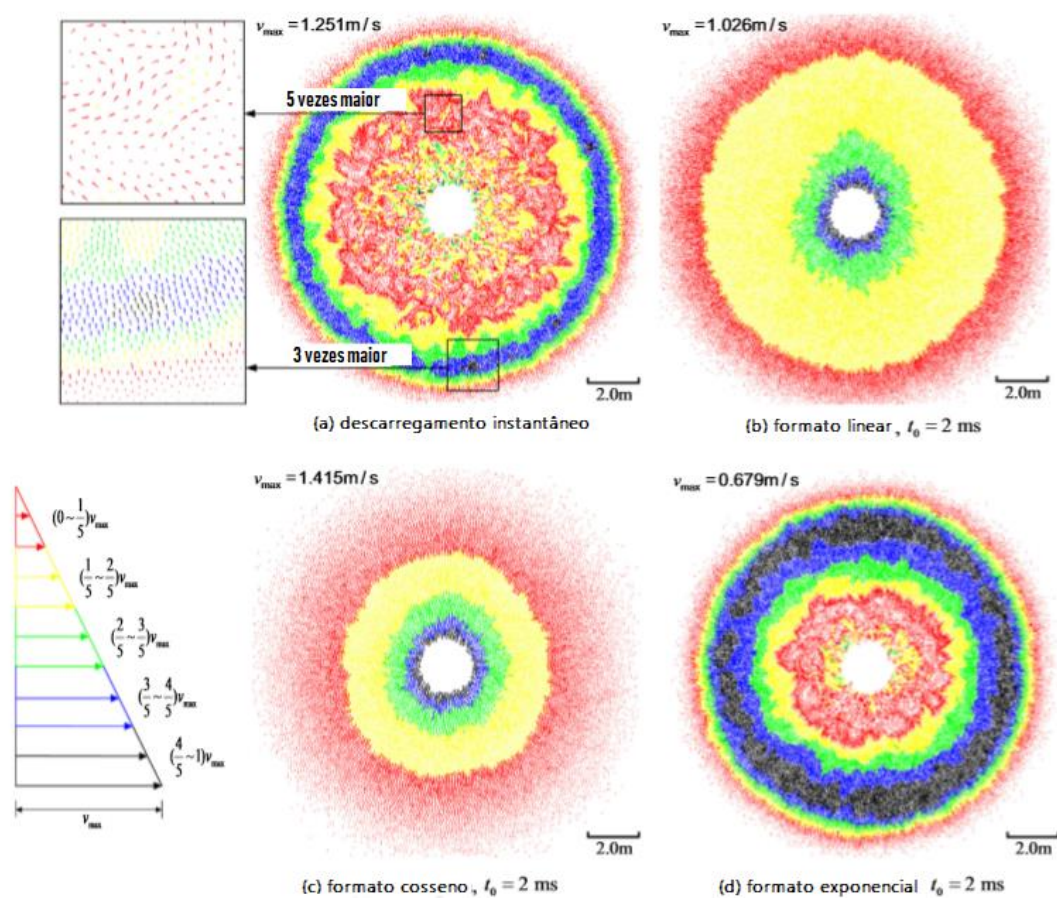 v_max = 1.251m / s
5 vezes maior
3 vezes maior
2.0m
(a) descarregamento instantâneo
v_max = 1.026m / s
2.0m
(b) formato linear , t_0 = 2 ms
(0 ~ 1/5)v_max
(1/5 ~ 2/5)v_max
(2/5 ~ 3/5)v_max
(3/5 ~ 4/5)v_max
(4/5 ~ 1)v_max
v_max
v_max = 1.415m / s
2.0m
(c) formato cosseno , t_0 = 2 ms
v_max = 0.679m / s
2.0m
(d) formato exponencial t_0 = 2 ms